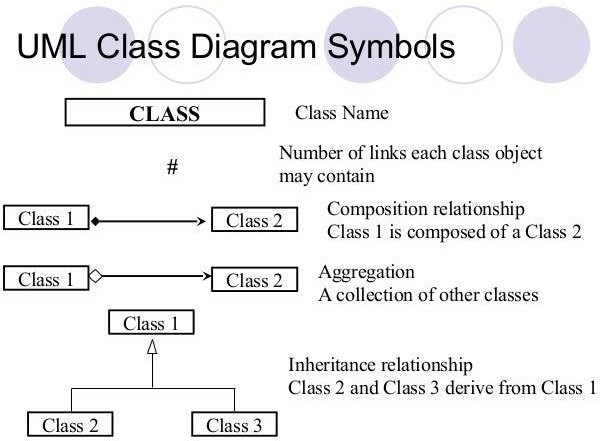 UML Class Diagram Symbols
CLASS
Class Name
#
Number of links each class object
may contain
Class 1
Class 2
Composition relationship
Class 1 is composed of a Class 2
Class 1
Class 2
Aggregation
A collection of other classes
Class 1
Inheritance relationship
Class 2 and Class 3 derive from Class 1
Class 2
Class 3